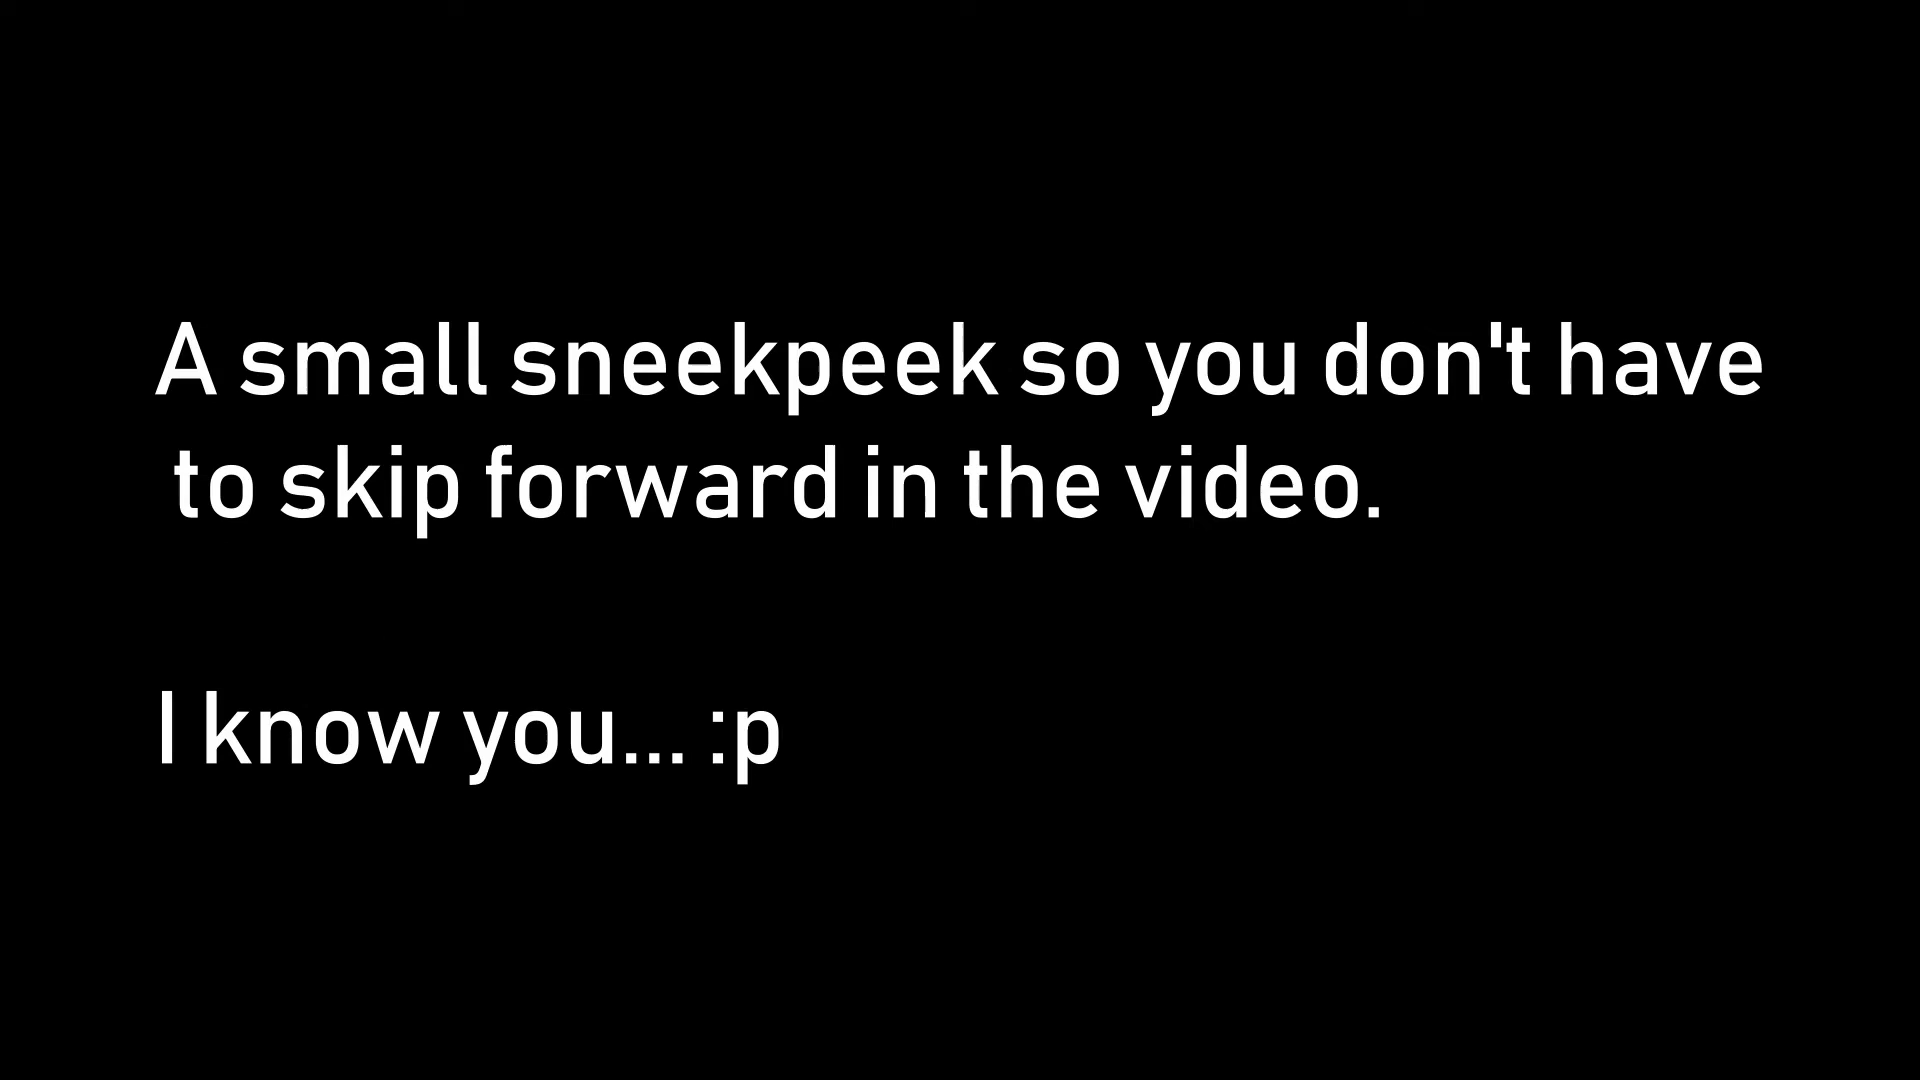 A small sneekpeek so you don't have
to skip forward in the video.
I know you... :p